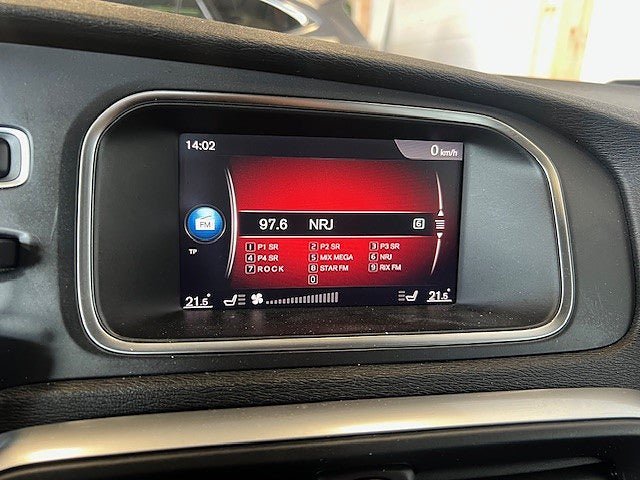 14:02
0 km/h
FM
TP
97.6 NRJ 6
1 P1 SR 2 P2 SR 3 P3 SR
4 P4 SR 5 MIX MEGA 6 NRJ
7 ROCK 8 STAR FM 9 RIX FM
0
21.5° 21.5°